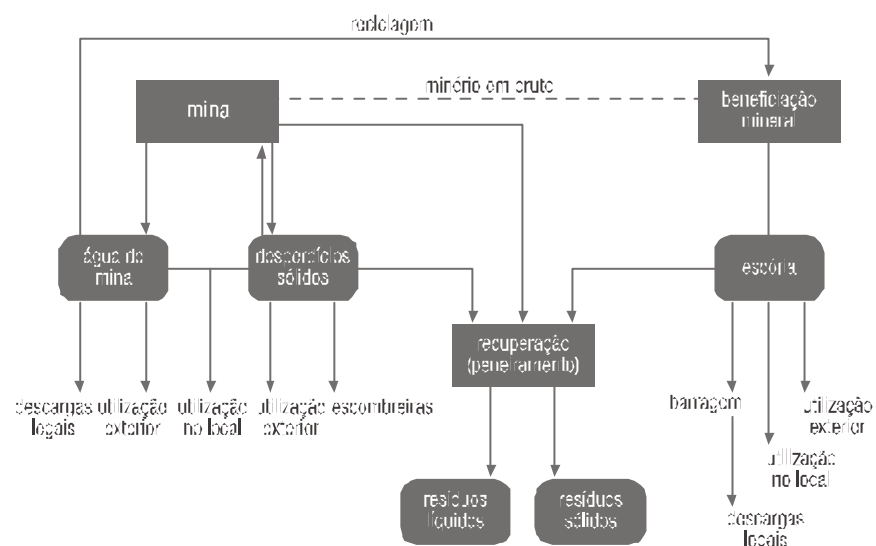 reciclagem
mina
minério em bruto
beneficiação
mineral
água de
mina
desperdícios
sólidos
escória
recuperação
(peneiramento)
descargas
legais
utilização
exterior
utilização
no local
utilização
exterior
escombreiras
barragem
utilização
exterior
utilização
no local
descargas
locais
resíduos
líquidos
resíduos
sólidos